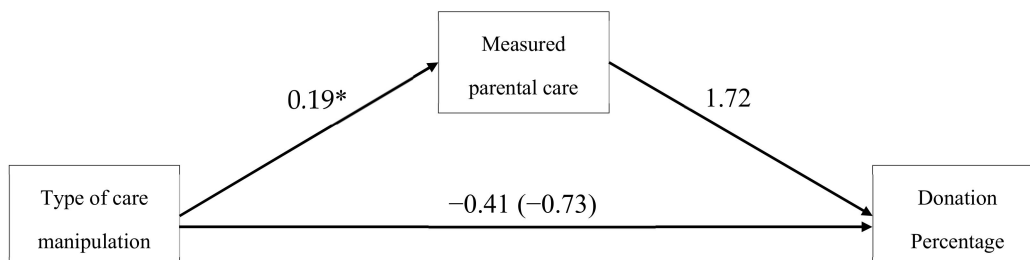 Measured
parental care
0.19*
1.72
Type of care
manipulation
−0.41 (−0.73)
Donation
Percentage